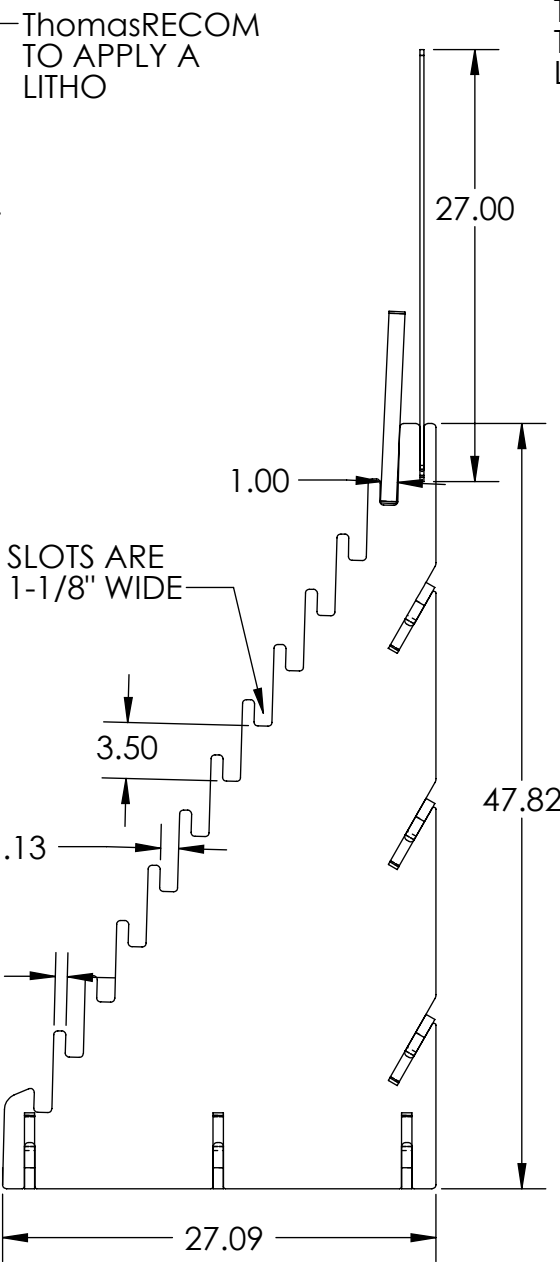 ThomasRECOM
TO APPLY A
LITHO
27.00
1.00
SLOTS ARE
1-1/8" WIDE
3.50
47.82
.13
27.09